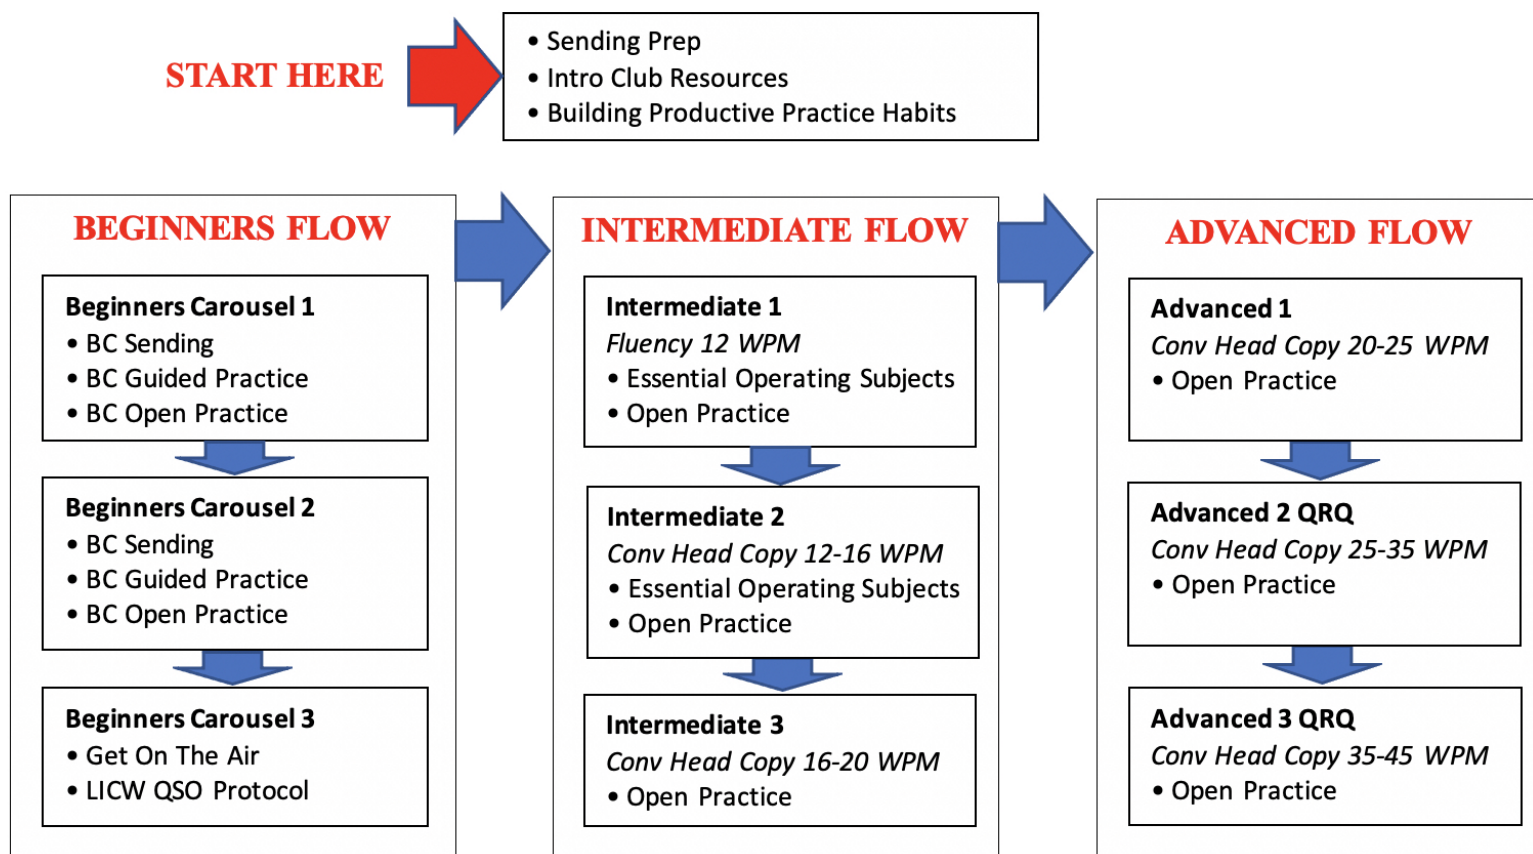 START HERE
• Sending Prep
• Intro Club Resources
• Building Productive Practice Habits
BEGINNERS FLOW
Beginners Carousel 1
• BC Sending
• BC Guided Practice
• BC Open Practice
Beginners Carousel 2
• BC Sending
• BC Guided Practice
• BC Open Practice
Beginners Carousel 3
• Get On The Air
• LICW QSO Protocol
INTERMEDIATE FLOW
Intermediate 1
Fluency 12 WPM
• Essential Operating Subjects
• Open Practice
Intermediate 2
Conv Head Copy 12-16 WPM
• Essential Operating Subjects
• Open Practice
Intermediate 3
Conv Head Copy 16-20 WPM
• Open Practice
ADVANCED FLOW
Advanced 1
Conv Head Copy 20-25 WPM
• Open Practice
Advanced 2 QRQ
Conv Head Copy 25-35 WPM
• Open Practice
Advanced 3 QRQ
Conv Head Copy 35-45 WPM
• Open Practice